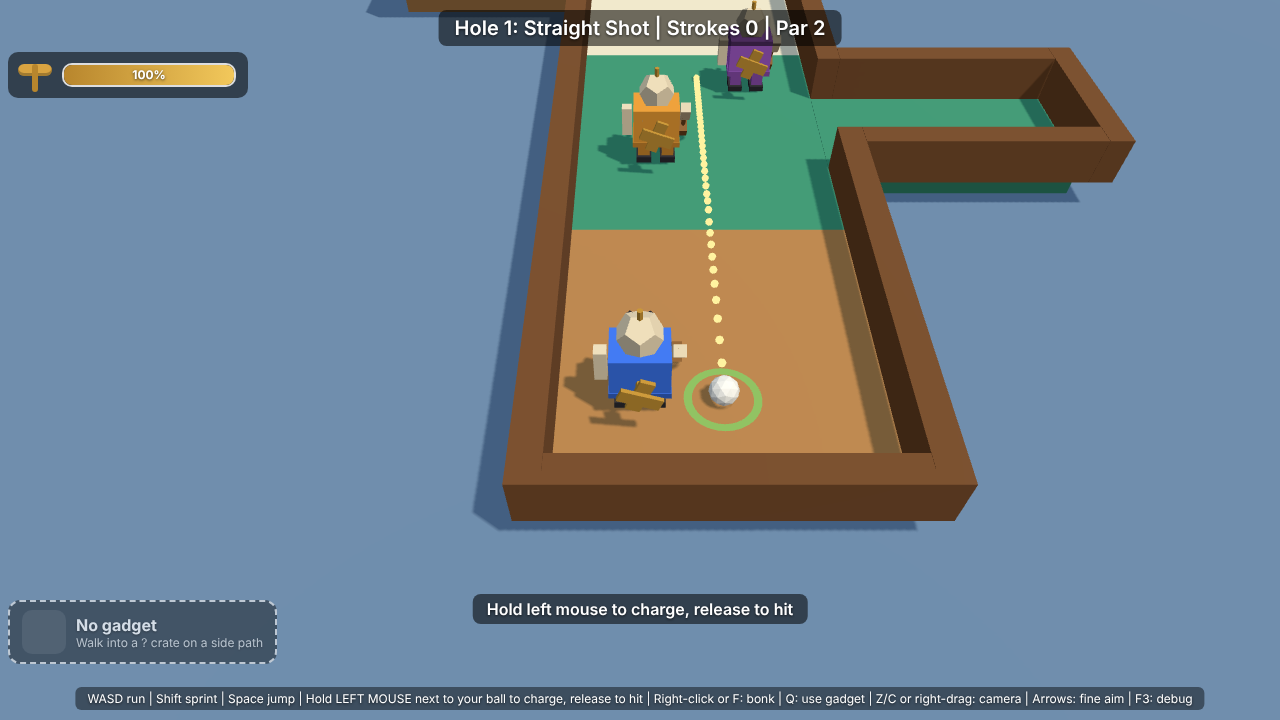 Hole 1: Straight Shot | Strokes 0 | Par 2
100%
Hold left mouse to charge, release to hit
No gadget
Walk into a ? crate on a side path
WASD run | Shift sprint | Space jump | Hold LEFT MOUSE next to your ball to charge, release to hit | Right-click or F: bonk | Q: use gadget | Z/C or right-drag: camera | Arrows: fine aim | F3: debug